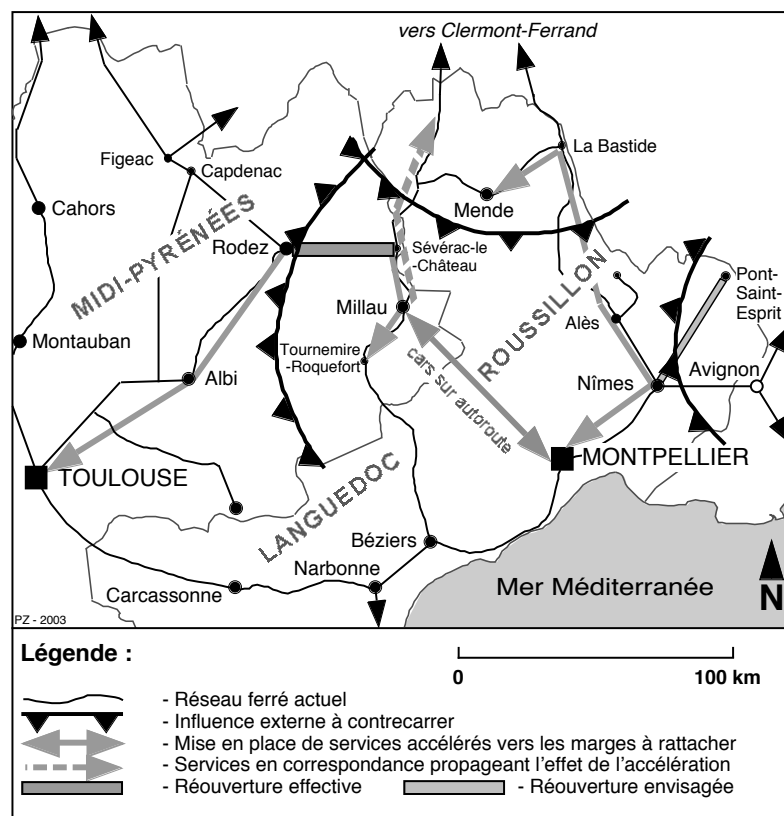 vers Clermont-Ferrand
Figeac
Capdenac
La Bastide
Cahors
Mende
MIDI-PYRÉNÉES
Rodez
Sévérac-le
-Château
ROUSSILLON
Pont-
Saint-
Esprit
Millau
Alès
Montauban
Tournemire
-Roquefort
Avignon
Albi
cars sur autoroute
Nîmes
TOULOUSE
MONTPELLIER
LANGUEDOC
Béziers
Narbonne
Carcassonne
Mer Méditerranée
N
PZ - 2003
Légende :
0 100 km
- Réseau ferré actuel
- Influence externe à contrecarrer
- Mise en place de services accélérés vers les marges à rattacher
- Services en correspondance propageant l'effet de l'accélération
- Réouverture effective - Réouverture envisagée